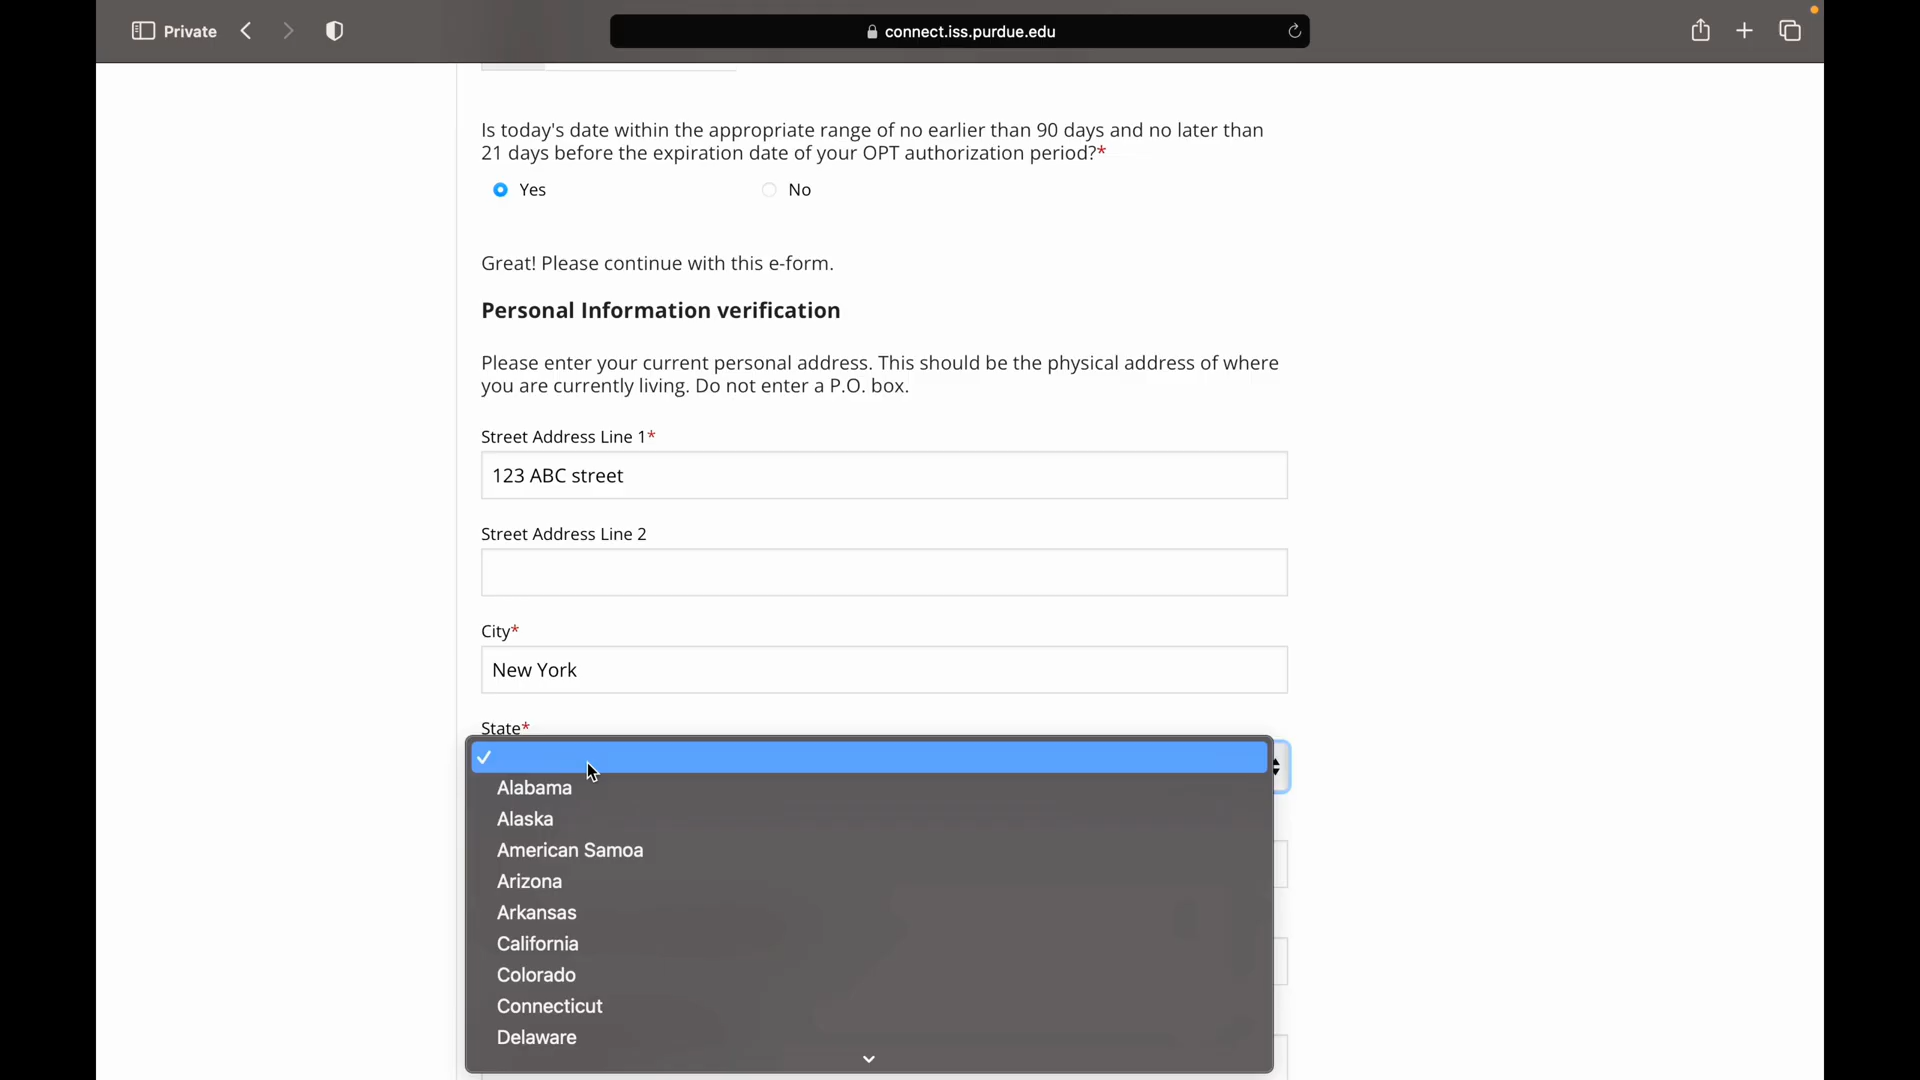 Private
connect.iss.purdue.edu
Is today's date within the appropriate range of no earlier than 90 days and no later than
21 days before the expiration date of your OPT authorization period?*
Yes
No
Great! Please continue with this e-form.
Personal Information verification
Please enter your current personal address. This should be the physical address of where
you are currently living. Do not enter a P.O. box.
Street Address Line 1*
123 ABC street
Street Address Line 2
City*
New York
State*
Alabama
Alaska
American Samoa
Arizona
Arkansas
California
Colorado
Connecticut
Delaware